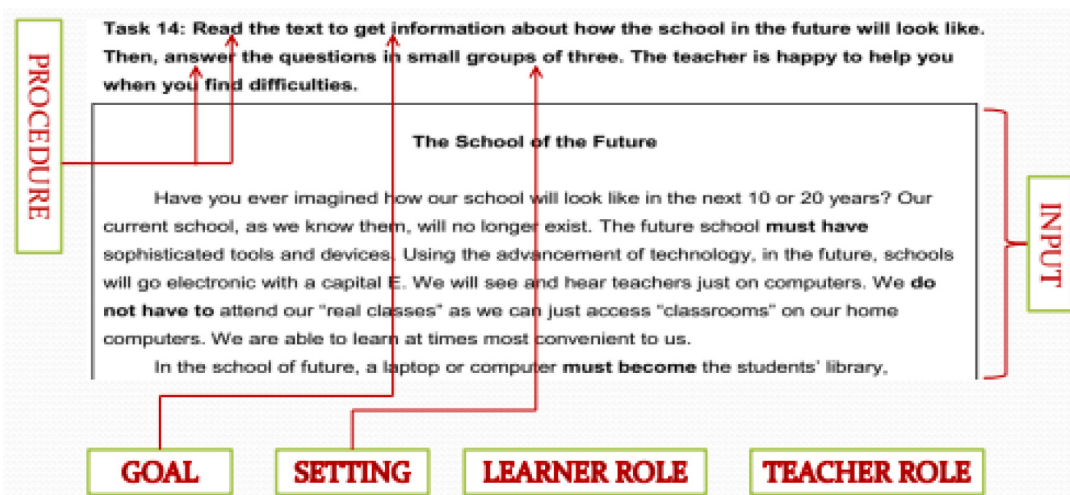 Task 14: Read the text to get information about how the school in the future will look like.
Then, answer the questions in small groups of three. The teacher is happy to help you
when you find difficulties.
PROCEDURE
The School of the Future
Have you ever imagined how our school will look like in the next 10 or 20 years? Our
current school, as we know them, will no longer exist. The future school must have
sophisticated tools and devices. Using the advancement of technology, in the future, schools
will go electronic with a capital E. We will see and hear teachers just on computers. We do
not have to attend our "real classes" as we can just access "classrooms" on our home
computers. We are able to learn at times most convenient to us.
In the school of future, a laptop or computer must become the students' library,
INPUT
GOAL
SETTING
LEARNER ROLE
TEACHER ROLE